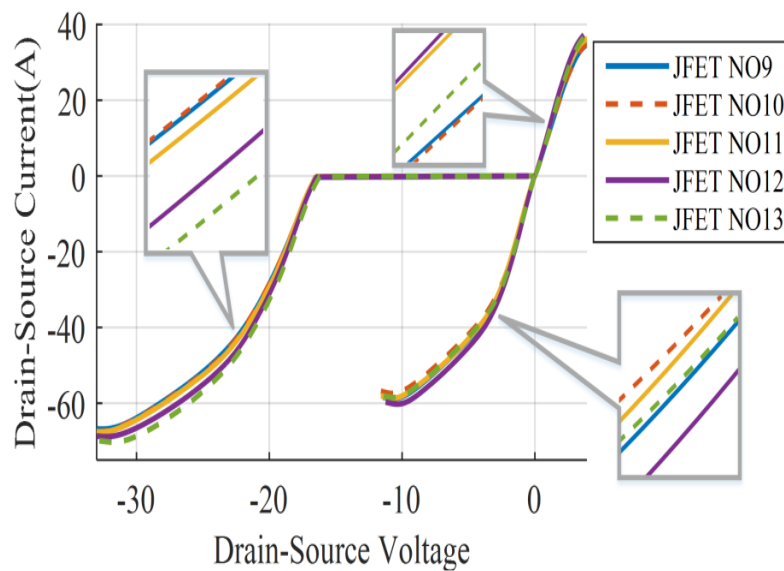 Drain-Source Current(A)
40
20
0
-20
-40
-60
-30
-20
-10
0
Drain-Source Voltage
JFET NO9
JFET NO10
JFET NO11
JFET NO12
JFET NO13